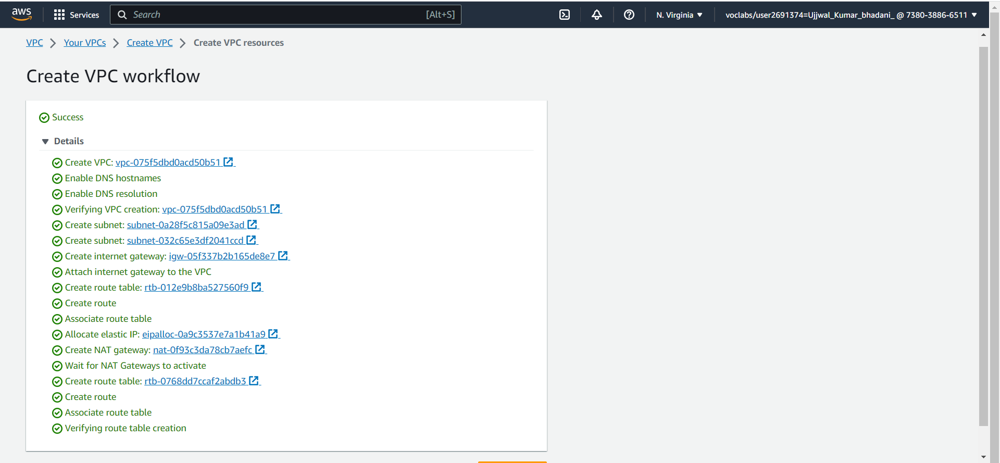 aws Services Search [Alt+S] N. Virginia voclabs/user2691374=Ujjwal_Kumar_bhadani_ @ 7380-3886-6511
VPC Your VPCs Create VPC Create VPC resources
Create VPC workflow
Success
Details
Create VPC: vpc-075f5dbd0acd50b51
Enable DNS hostnames
Enable DNS resolution
Verifying VPC creation: vpc-075f5dbd0acd50b51
Create subnet: subnet-0a28f5c815a09e3ad
Create subnet: subnet-032c65e3df2041ccd
Create internet gateway: igw-05f337b2b165de8e7
Attach internet gateway to the VPC
Create route table: rtb-012e9b8ba527560f9
Create route
Associate route table
Allocate elastic IP: eipalloc-0a9c3537e7a1b41a9
Create NAT gateway: nat-0f93c3da78cb7aefc
Wait for NAT Gateways to activate
Create route table: rtb-0768dd7ccaf2abdb3
Create route
Associate route table
Verifying route table creation